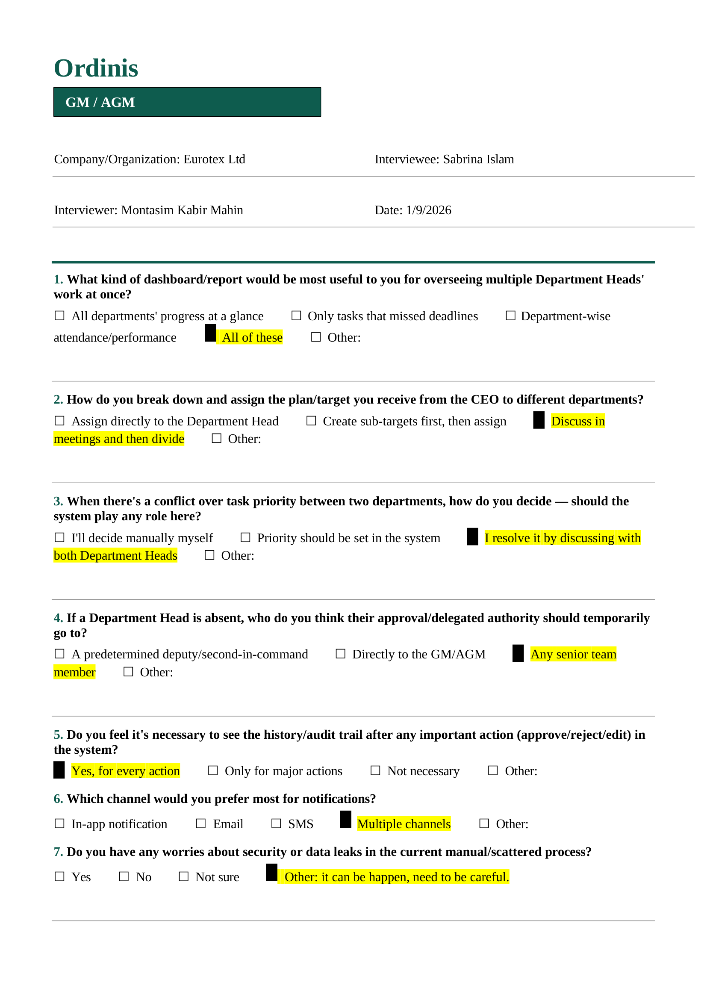 Ordinis
GM / AGM
Company/Organization: Eurotex Ltd Interviewee: Sabrina Islam
Interviewer: Montasim Kabir Mahin Date: 1/9/2026
1. What kind of dashboard/report would be most useful to you for overseeing multiple Department Heads'
work at once?
☐ All departments' progress at a glance ☐ Only tasks that missed deadlines ☐ Department-wise
attendance/performance ■ All of these ☐ Other:
2. How do you break down and assign the plan/target you receive from the CEO to different departments?
☐ Assign directly to the Department Head ☐ Create sub-targets first, then assign ■ Discuss in
meetings and then divide ☐ Other:
3. When there's a conflict over task priority between two departments, how do you decide — should the
system play any role here?
☐ I'll decide manually myself ☐ Priority should be set in the system ■ I resolve it by discussing with
both Department Heads ☐ Other:
4. If a Department Head is absent, who do you think their approval/delegated authority should temporarily
go to?
☐ A predetermined deputy/second-in-command ☐ Directly to the GM/AGM ■ Any senior team
member ☐ Other:
5. Do you feel it's necessary to see the history/audit trail after any important action (approve/reject/edit) in
the system?
■ Yes, for every action ☐ Only for major actions ☐ Not necessary ☐ Other:
6. Which channel would you prefer most for notifications?
☐ In-app notification ☐ Email ☐ SMS ■ Multiple channels ☐ Other:
7. Do you have any worries about security or data leaks in the current manual/scattered process?
☐ Yes ☐ No ☐ Not sure ■ Other: it can be happen, need to be careful.